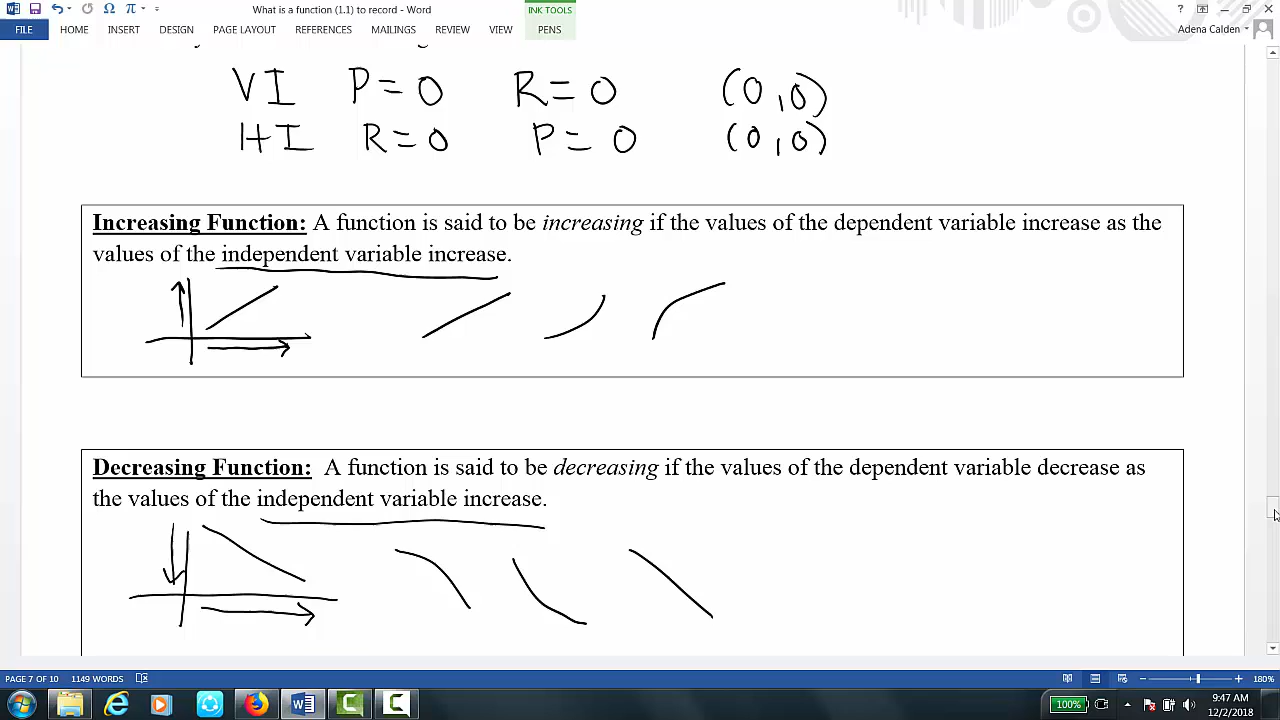 What is a function (1.1) to record - Word
INK TOOLS
FILE HOME INSERT DESIGN PAGE LAYOUT REFERENCES MAILINGS REVIEW VIEW PENS
Adena Calden
VI P = 0 R = 0 (0,0)
HI R = 0 P = 0 (0,0)
Increasing Function: A function is said to be increasing if the values of the dependent variable increase as the
values of the independent variable increase.
Decreasing Function: A function is said to be decreasing if the values of the dependent variable decrease as
the values of the independent variable increase.
PAGE 7 OF 10 1149 WORDS
180%
100%
9:47 AM
12/2/2018